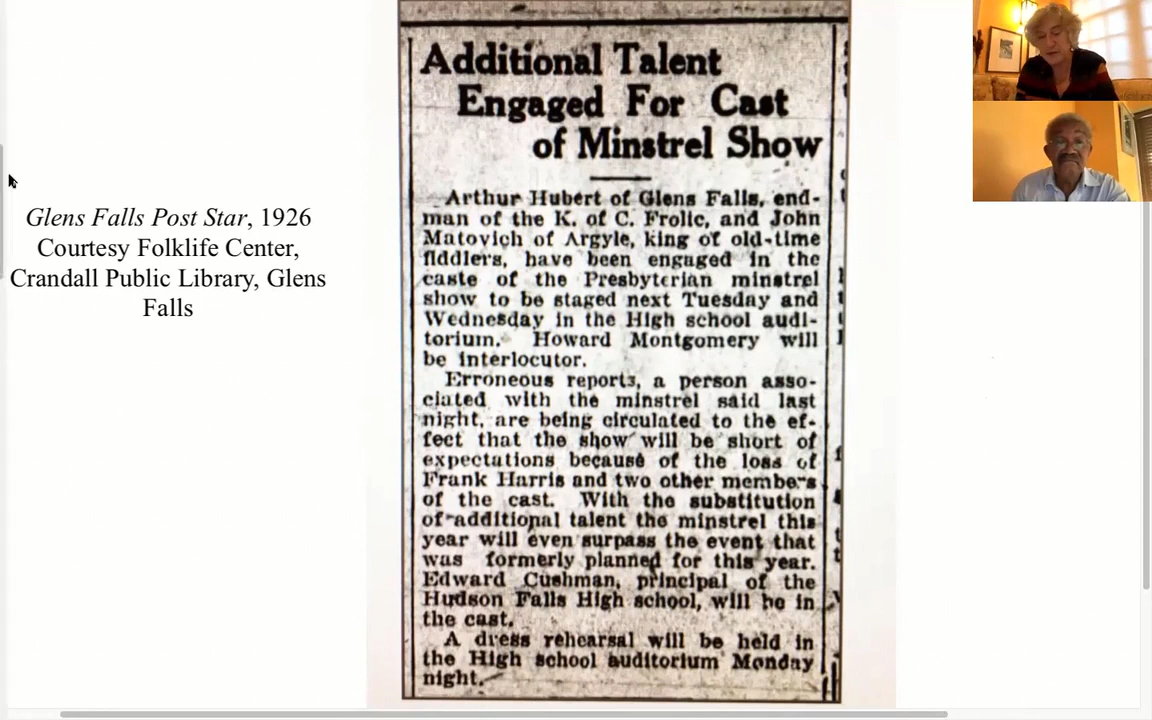 Glens Falls Post Star, 1926
Courtesy Folklife Center,
Crandall Public Library, Glens
Falls
Additional Talent
Engaged For Cast
of Minstrel Show
Arthur Hubert of Glens Falls, end-
man of the K. of C. Frolic, and John
Matovich of Argyle, king of old-time
fiddlers, have been engaged in the
caste of the Presbyterian minstrel
show to be staged next Tuesday and
Wednesday in the High school audi-
torium. Howard Montgomery will
be interlocutor.
Erroneous reports, a person asso-
ciated with the minstrel said last
night, are being circulated to the ef-
fect that the show will be short of
expectations because of the loss of
Frank Harris and two other members
of the cast. With the substitution
of additional talent the minstrel this
year will even surpass the event that
was formerly planned for this year.
Edward Cushman, principal of the
Hudson Falls High school, will be in
the cast.
A dress rehearsal will be held in
the High school auditorium Monday
night.